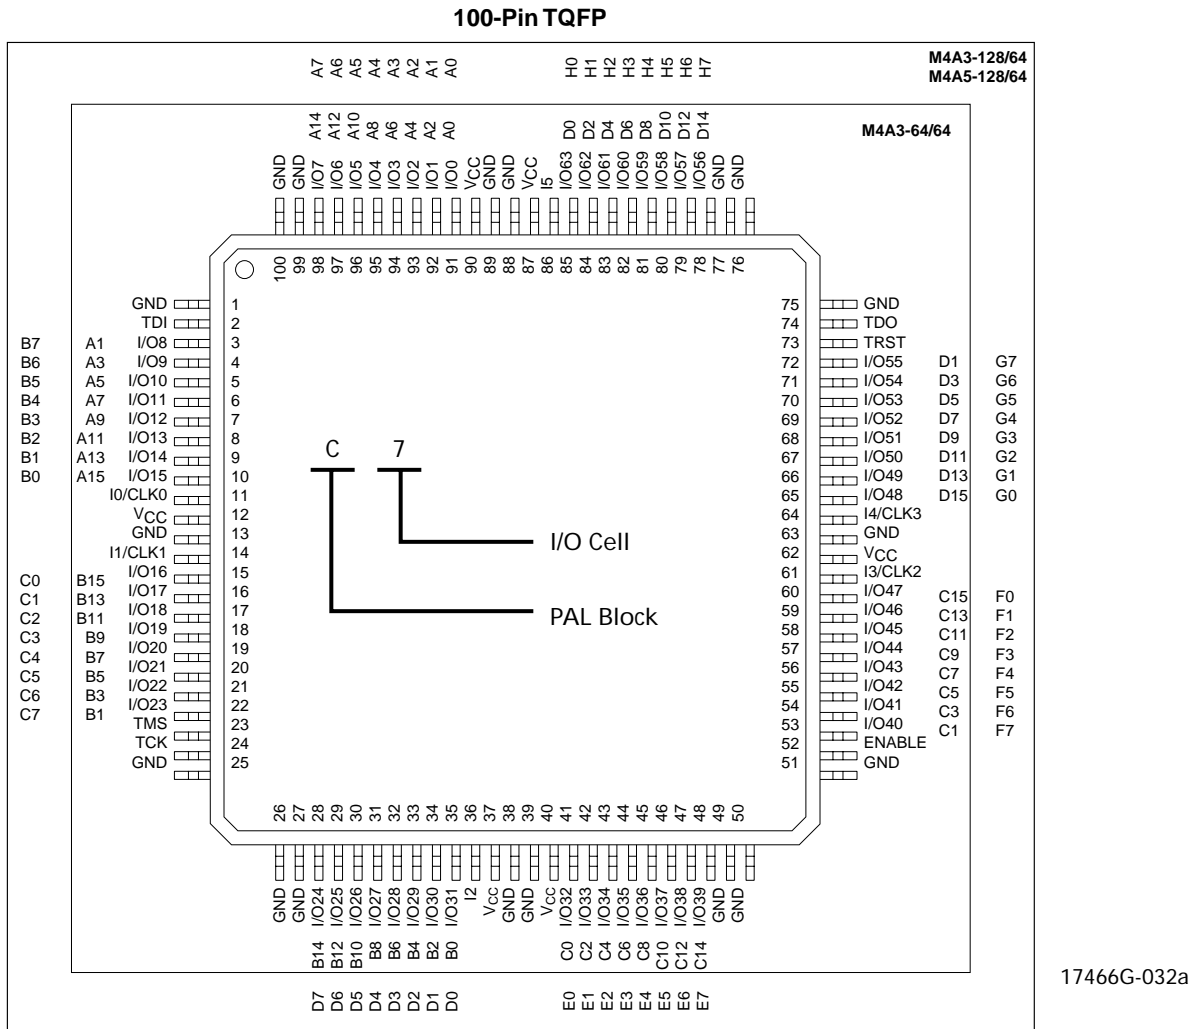 100-Pin TQFP
M4A3-128/64
M4A5-128/64
A7 A6 A5 A4 A3 A2 A1 A0 H0 H1 H2 H3 H4 H5 H6 H7
M4A3-64/64
A14 A12 A10 A8 A6 A4 A2 A0 D0 D2 D4 D6 D8 D10 D12 D14
GND GND I/O7 I/O6 I/O5 I/O4 I/O3 I/O2 I/O1 I/O0 VCC GND GND VCC I5 I/O63 I/O62 I/O61 I/O60 I/O59 I/O58 I/O57 I/O56 GND GND
100 99 98 97 96 95 94 93 92 91 90 89 88 87 86 85 84 83 82 81 80 79 78 77 76
GND 1 75 GND
TDI 2 74 TDO
B7 A1 I/O8 3 73 TRST
B6 A3 I/O9 4 72 I/O55 D1 G7
B5 A5 I/O10 5 71 I/O54 D3 G6
B4 A7 I/O11 6 70 I/O53 D5 G5
B3 A9 I/O12 7 69 I/O52 D7 G4
B2 A11 I/O13 8 68 I/O51 D9 G3
B1 A13 I/O14 9 67 I/O50 D11 G2
B0 A15 I/O15 10 66 I/O49 D13 G1
I0/CLK0 11 65 I/O48 D15 G0
VCC 12 64 I4/CLK3
GND 13 63 GND
I1/CLK1 14 62 VCC
C0 B15 I/O16 15 61 I3/CLK2
C1 B13 I/O17 16 60 I/O47 C15 F0
C2 B11 I/O18 17 59 I/O46 C13 F1
C3 B9 I/O19 18 58 I/O45 C11 F2
C4 B7 I/O20 19 57 I/O44 C9 F3
C5 B5 I/O21 20 56 I/O43 C7 F4
C6 B3 I/O22 21 55 I/O42 C5 F5
C7 B1 I/O23 22 54 I/O41 C3 F6
TMS 23 53 I/O40 C1 F7
TCK 24 52 ENABLE
GND 25 51 GND
C 7
I/O Cell
PAL Block
26 27 28 29 30 31 32 33 34 35 36 37 38 39 40 41 42 43 44 45 46 47 48 49 50
GND GND I/O24 I/O25 I/O26 I/O27 I/O28 I/O29 I/O30 I/O31 I2 VCC GND GND VCC I/O32 I/O33 I/O34 I/O35 I/O36 I/O37 I/O38 I/O39 GND GND
B14 B12 B10 B8 B6 B4 B2 B0 C0 C2 C4 C6 C8 C10 C12 C14
D7 D6 D5 D4 D3 D2 D1 D0 E0 E1 E2 E3 E4 E5 E6 E7
17466G-032a